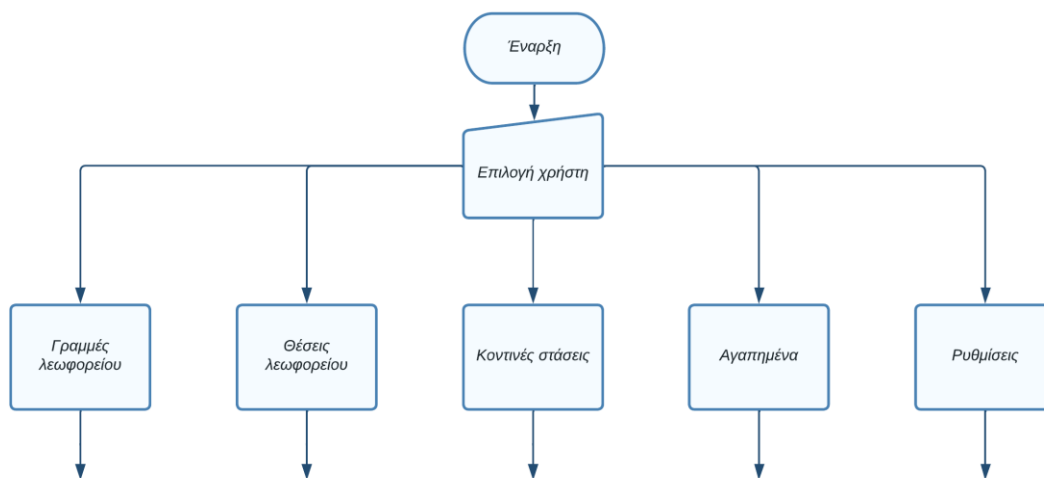 Έναρξη
Επιλογή χρήστη
Γραμμές
λεωφορείου
Θέσεις
λεωφορείου
Κοντινές στάσεις
Αγαπημένα
Ρυθμίσεις